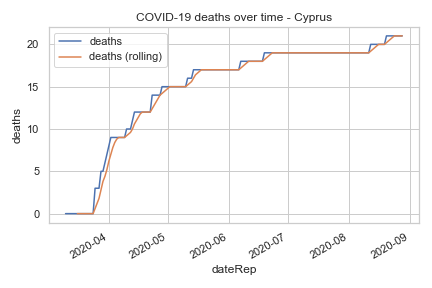 COVID-19 deaths over time - Cyprus
deaths
deaths (rolling)
deaths
20
15
10
5
0
2020-04
2020-05
2020-06
2020-07
2020-08
2020-09
dateRep